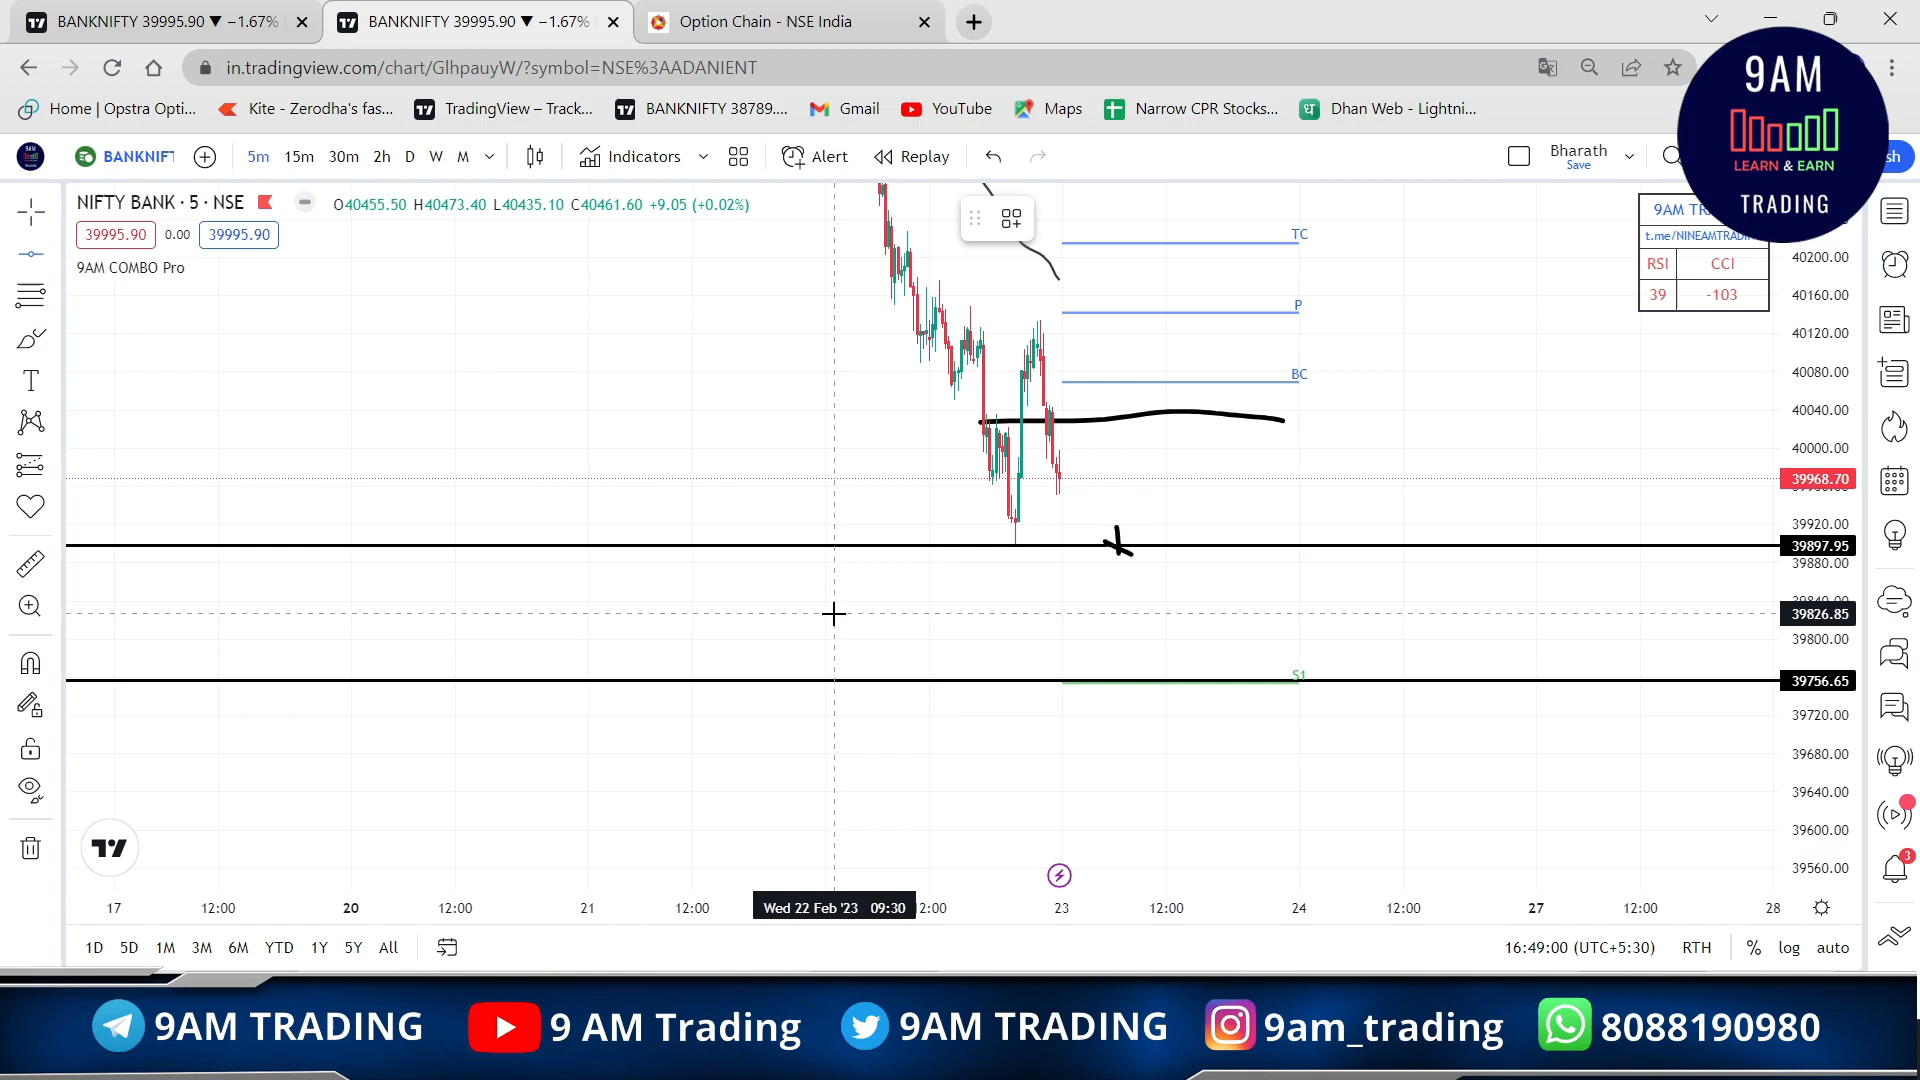 BANKNIFTY 39995.90 ▼ −1.67%
BANKNIFTY 39995.90 ▼ −1.67%
Option Chain - NSE India
in.tradingview.com/chart/GlhpauyW/?symbol=NSE%3AADANIENT
Home | Opstra Opti...
Kite - Zerodha's fas...
TradingView – Track...
BANKNIFTY 38789....
Gmail
YouTube
Maps
Narrow CPR Stocks...
Dhan Web - Lightni...
9AM
LEARN & EARN
TRADING
BANKNIFT
5m 15m 30m 2h D W M
Indicators
Alert
Replay
Bharath
Save
sh
NIFTY BANK · 5 · NSE
O40455.50 H40473.40 L40435.10 C40461.60 +9.05 (+0.02%)
39995.90 0.00 39995.90
9AM COMBO Pro
9AM TR
t.me/NINEAMTRADIN
RSI CCI
39 -103
TC
P
BC
S1
40200.00
40160.00
40120.00
40080.00
40040.00
40000.00
39968.70
39920.00
39897.95
39880.00
39826.85
39800.00
39756.65
39720.00
39680.00
39640.00
39600.00
39560.00
17 12:00 20 12:00 21 12:00 Wed 22 Feb '23 09:30 2:00 23 12:00 24 12:00 27 12:00 28
1D 5D 1M 3M 6M YTD 1Y 5Y All
16:49:00 (UTC+5:30) RTH % log auto
3
9AM TRADING
9 AM Trading
9AM TRADING
9am_trading
8088190980